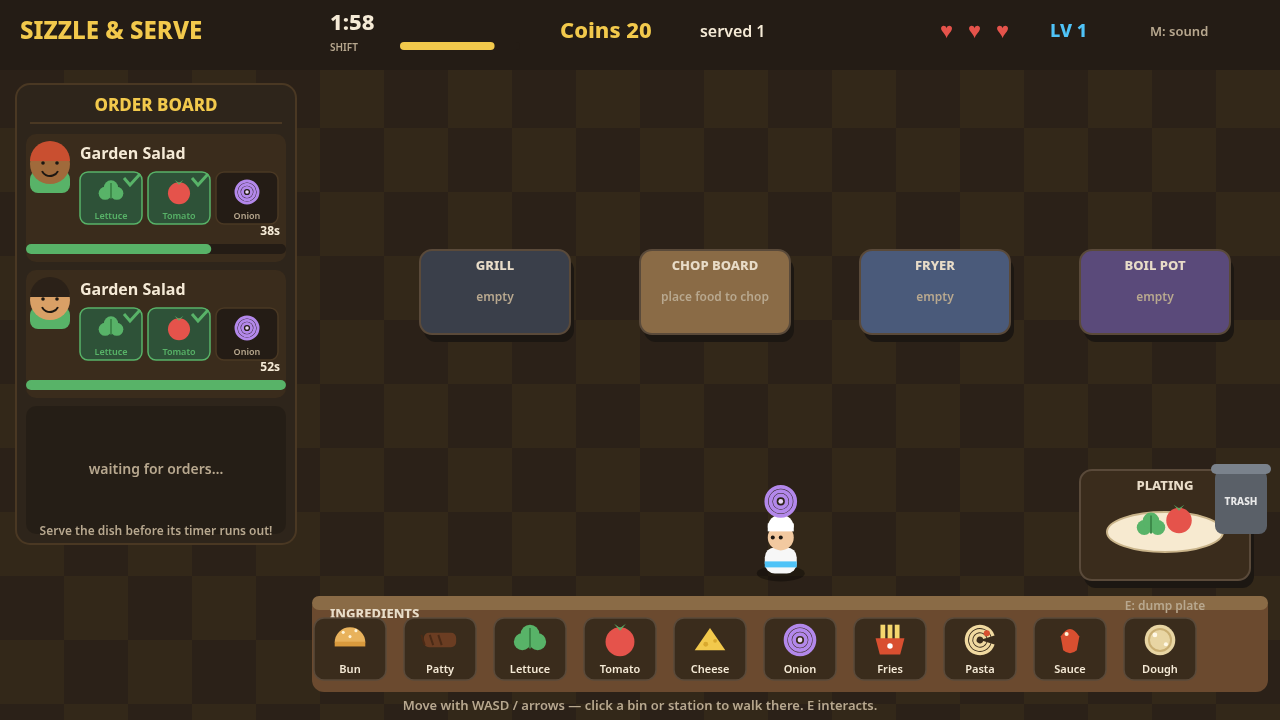 SIZZLE & SERVE
1:58
SHIFT
Coins 20
served 1
LV 1
M: sound
ORDER BOARD
Garden Salad
Lettuce
Tomato
Onion
38s
Garden Salad
Lettuce
Tomato
Onion
52s
waiting for orders...
Serve the dish before its timer runs out!
GRILL
empty
CHOP BOARD
place food to chop
FRYER
empty
BOIL POT
empty
PLATING
TRASH
E: dump plate
INGREDIENTS
Bun
Patty
Lettuce
Tomato
Cheese
Onion
Fries
Pasta
Sauce
Dough
Move with WASD / arrows — click a bin or station to walk there. E interacts.